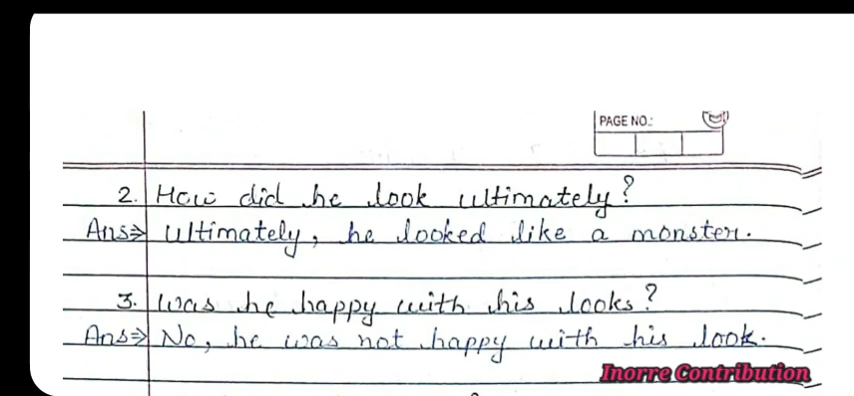 PAGE NO.:
2. How did he look ultimately?
Ans⇒ Ultimately, he looked like a monster.
3. Was he happy with his looks?
Ans⇒ No, he was not happy with his look.
Inorre Contribution